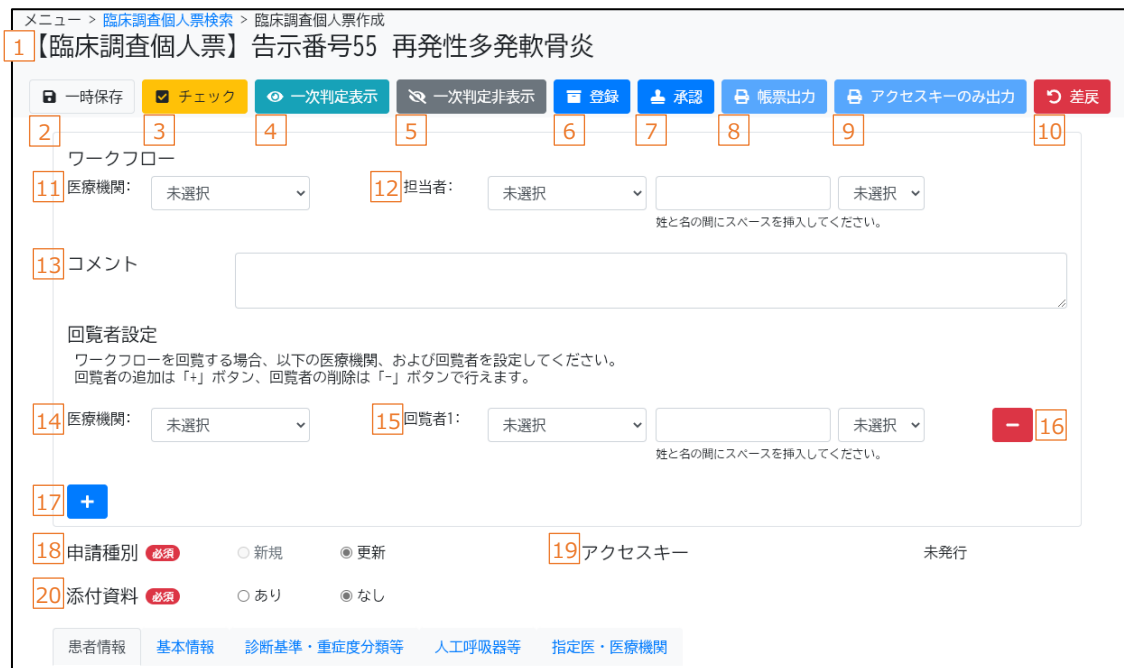 メニュー > 臨床調査個人票検索 > 臨床調査個人票作成
1 【臨床調査個人票】告示番号55 再発性多発軟骨炎
一時保存 チェック 一次判定表示 一次判定非表示 登録 承認 帳票出力 アクセスキーのみ出力 差戻
2 3 4 5 6 7 8 9 10
ワークフロー
11 医療機関: 未選択 12 担当者: 未選択 未選択
姓と名の間にスペースを挿入してください。
13 コメント
回覧者設定
ワークフローを回覧する場合、以下の医療機関、および回覧者を設定してください。
回覧者の追加は「+」ボタン、回覧者の削除は「-」ボタンで行えます。
14 医療機関: 未選択 15 回覧者1: 未選択 未選択 − 16
姓と名の間にスペースを挿入してください。
17 +
18 申請種別 必須 新規 更新 19 アクセスキー 未発行
20 添付資料 必須 あり なし
患者情報 基本情報 診断基準・重症度分類等 人工呼吸器等 指定医・医療機関